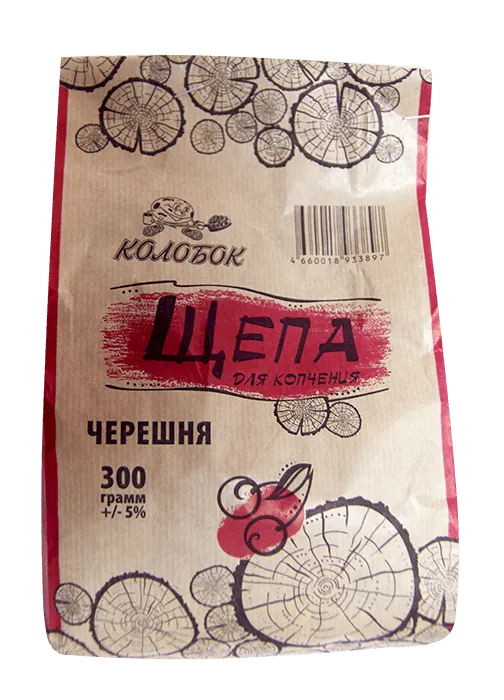 КОЛОБОК
4 660018 933897
ЩЕПА
ДЛЯ КОПЧЕНИЯ
ЧЕРЕШНЯ
300
грамм
+/- 5%